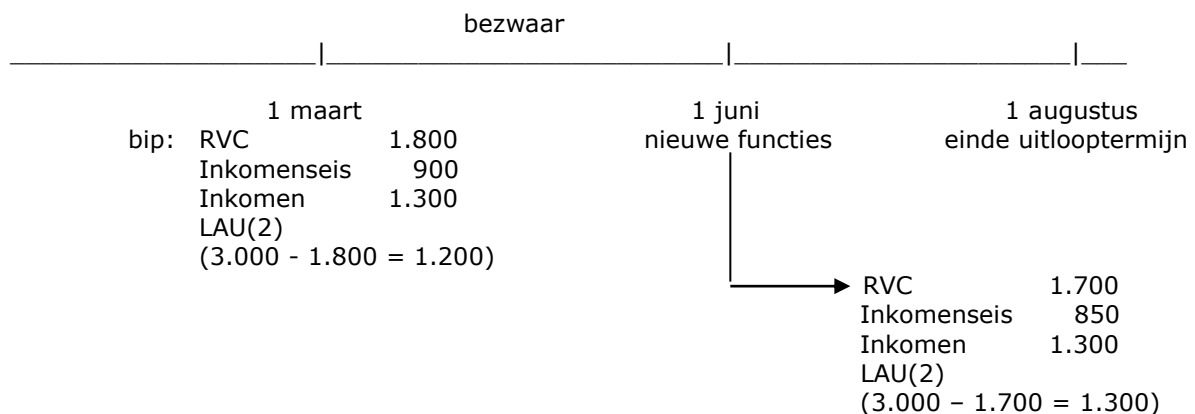 bezwaar
1 maart 1 juni 1 augustus
bip: RVC 1.800 nieuwe functies einde uitlooptermijn
Inkomenseis 900
Inkomen 1.300
LAU(2)
(3.000 - 1.800 = 1.200)
RVC 1.700
Inkomenseis 850
Inkomen 1.300
LAU(2)
(3.000 – 1.700 = 1.300)